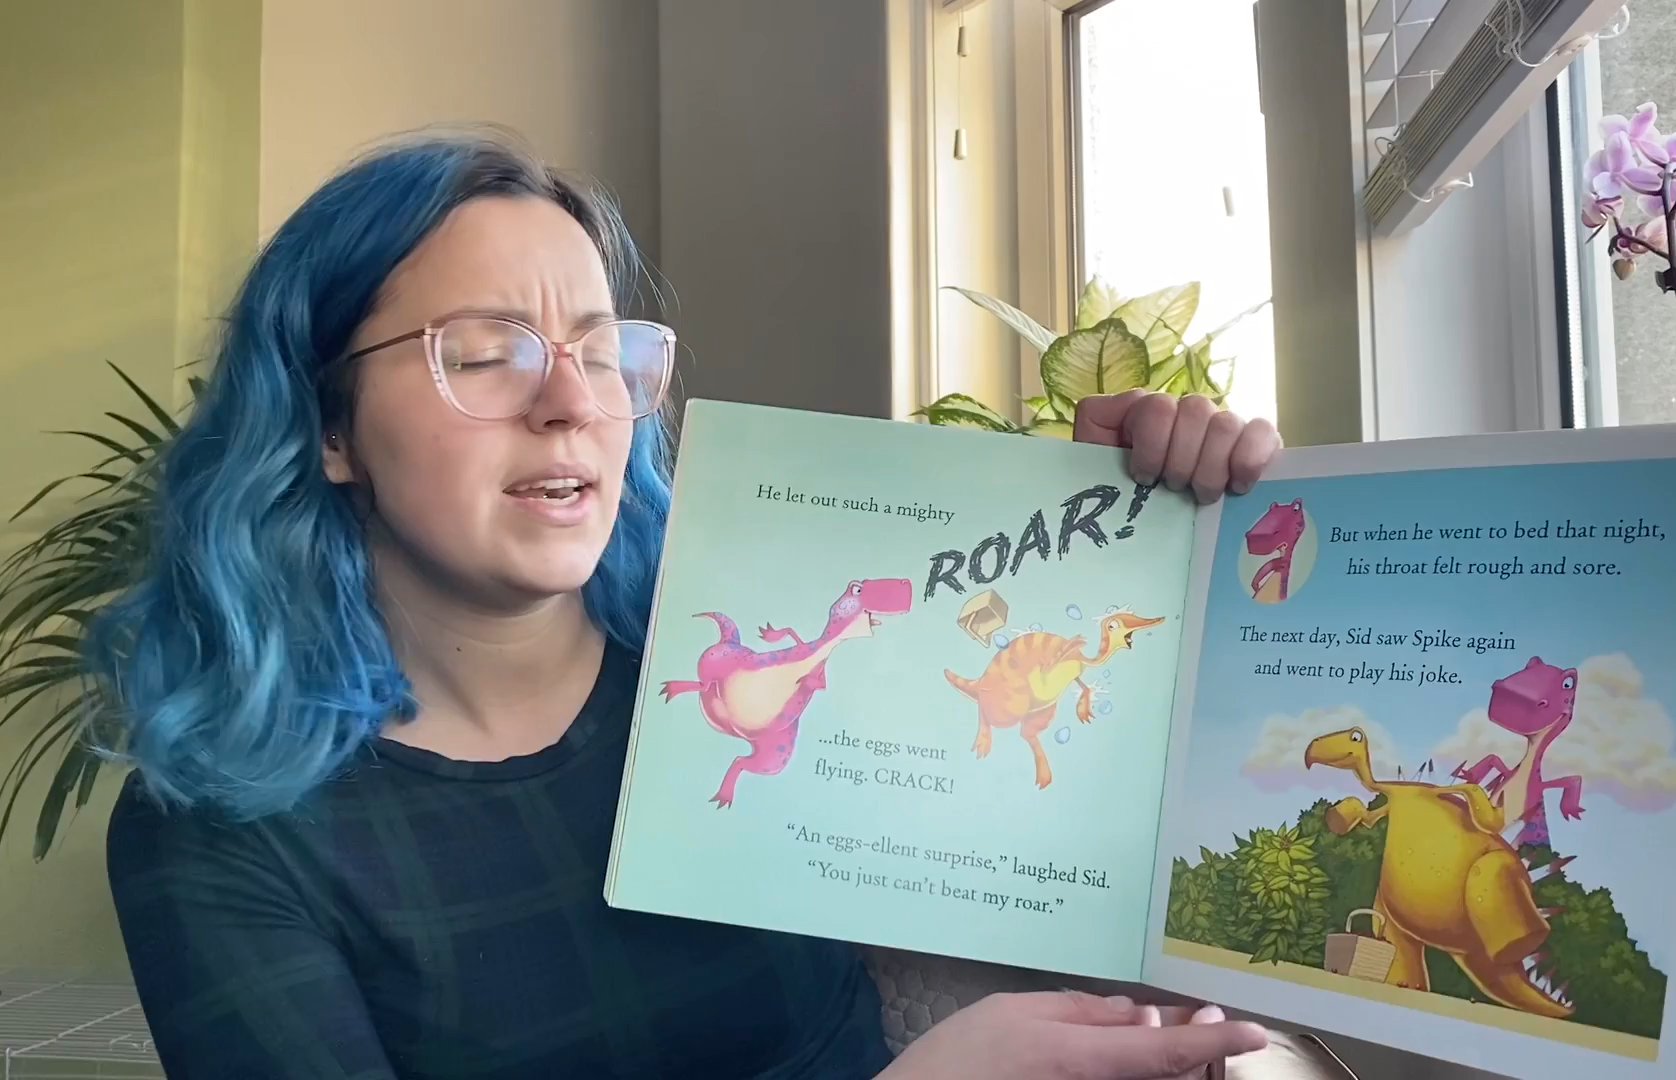 He let out such a mighty
ROAR!
...the eggs went
flying. CRACK!
“An eggs-ellent surprise,” laughed Sid.
“You just can’t beat my roar.”
But when he went to bed that night,
his throat felt rough and sore.
The next day, Sid saw Spike again
and went to play his joke.